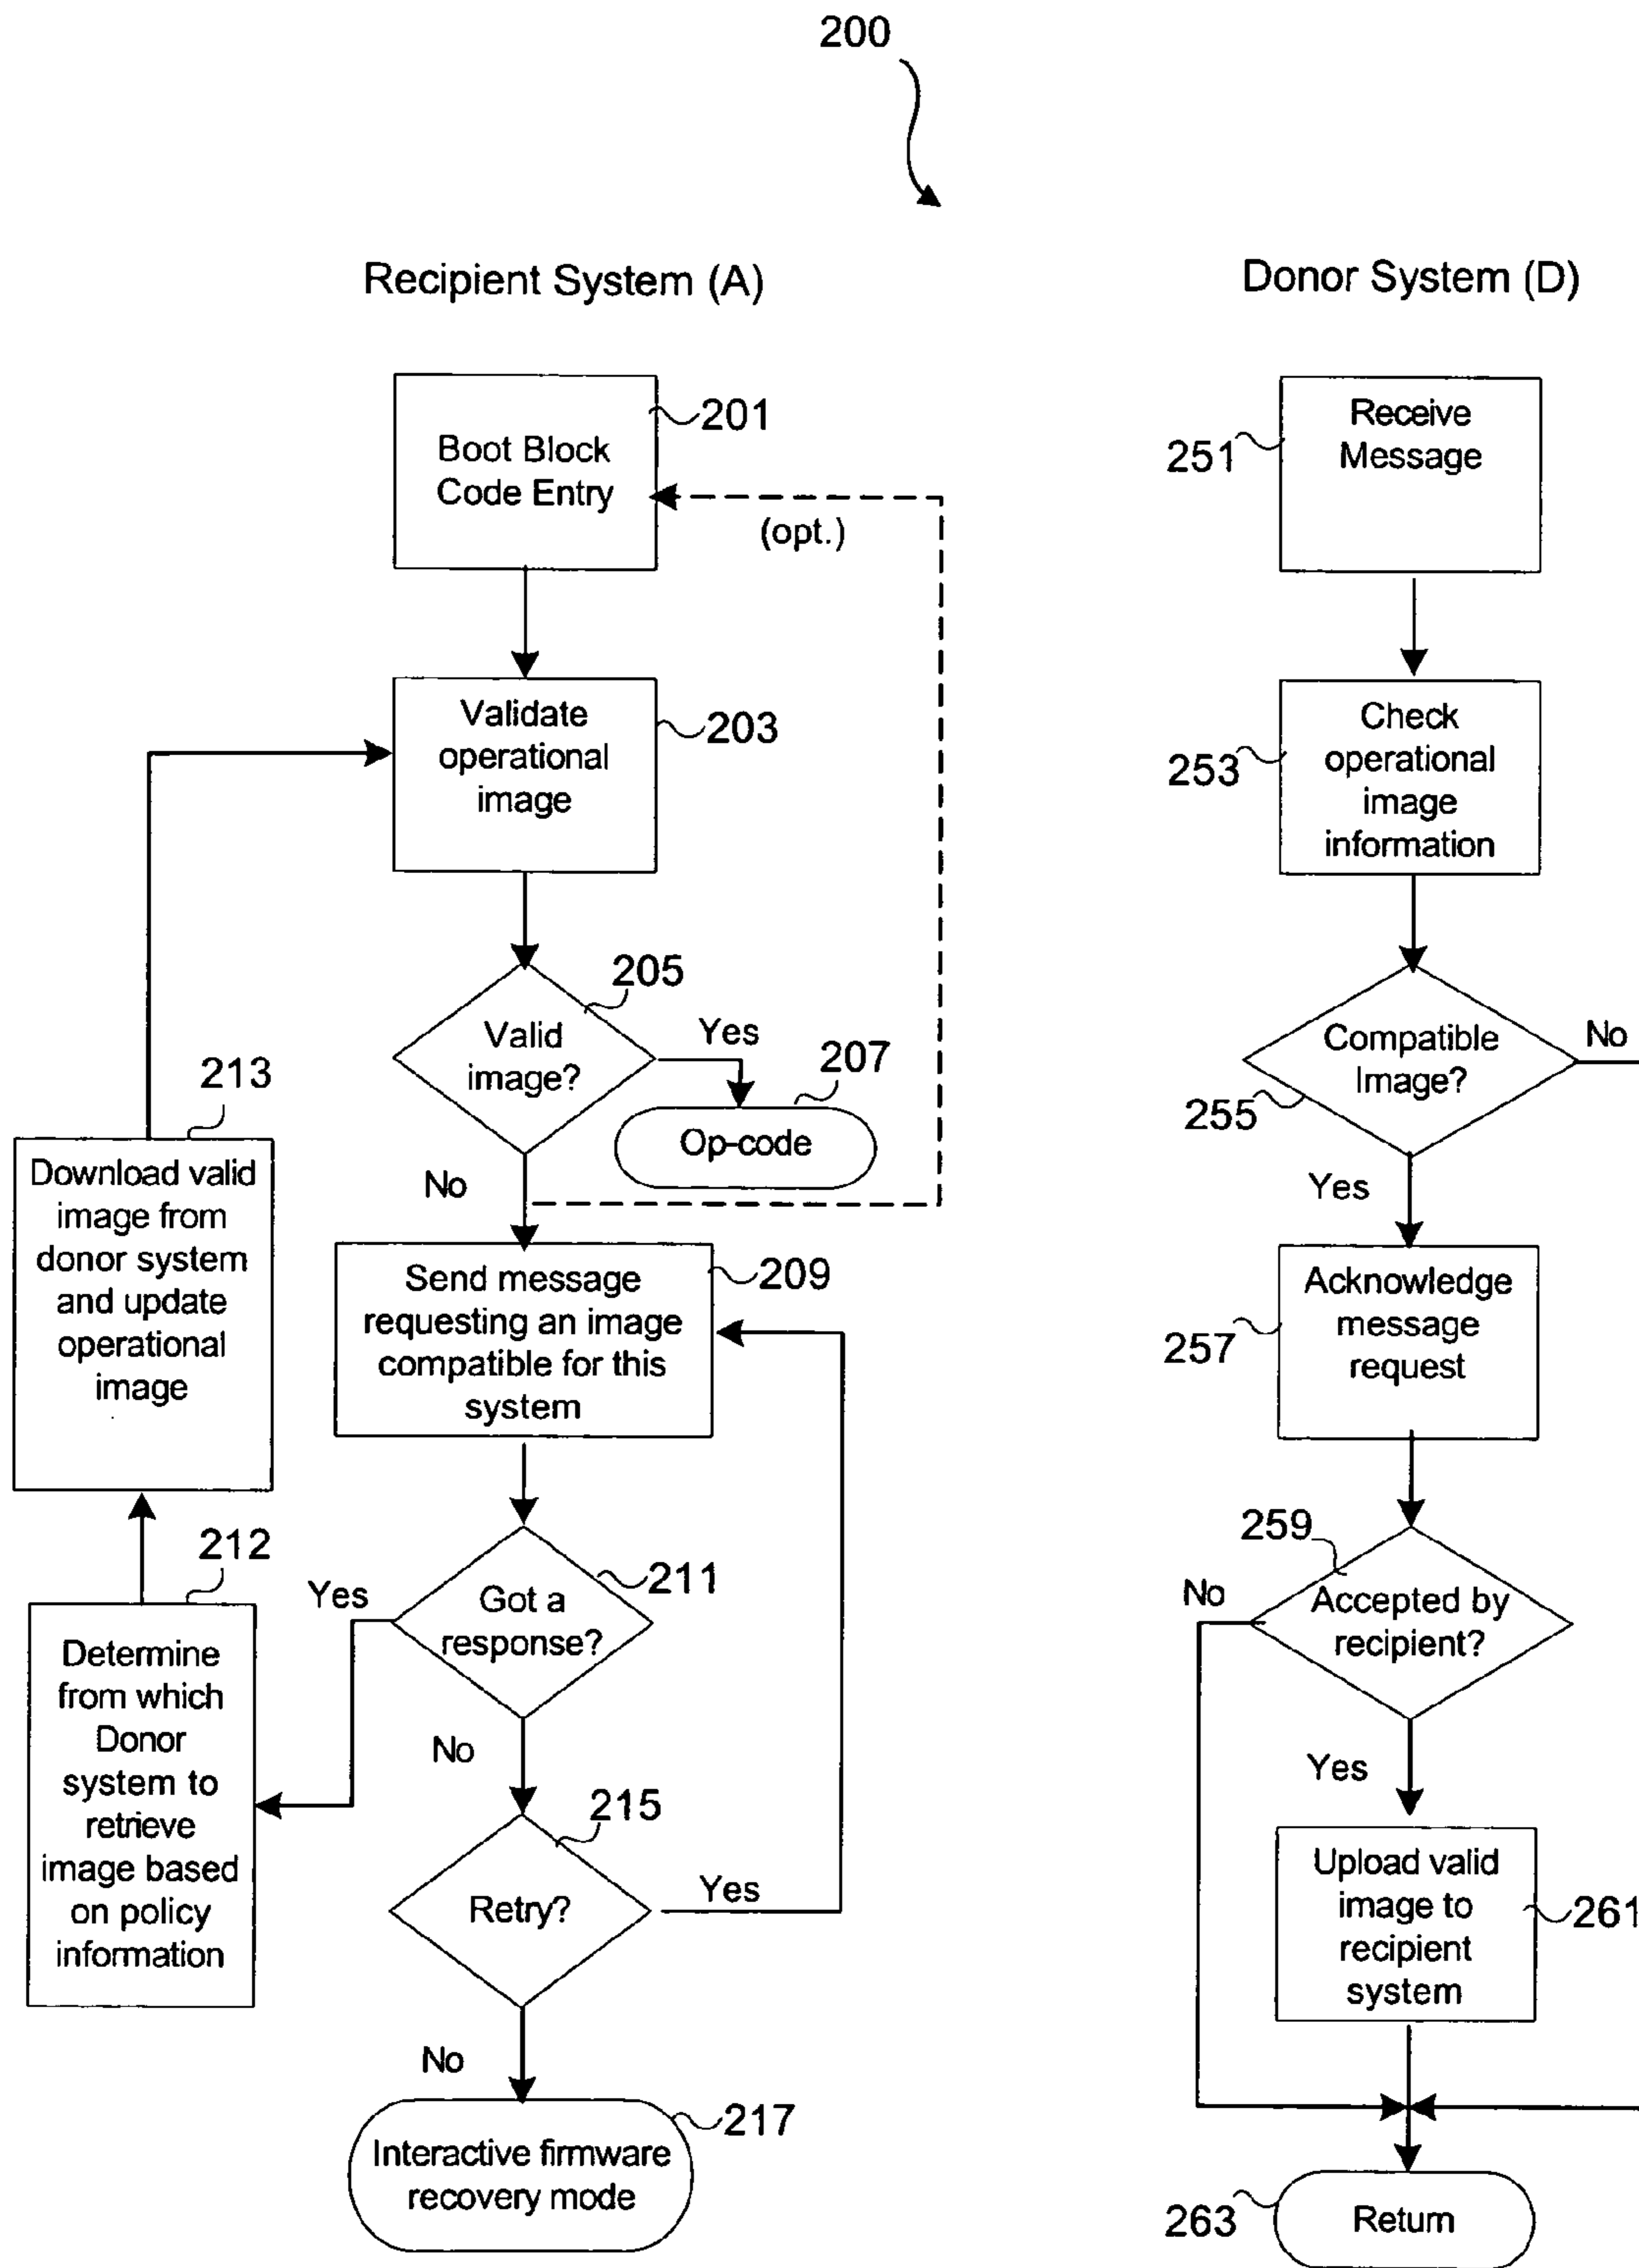 200
Recipient System (A)
Donor System (D)
201
Boot Block
Code Entry
(opt.)
251
Receive
Message
Validate
operational
image
203
253
Check
operational
image
information
205
Valid
image?
Yes
207
Op-code
No
Compatible
Image?
No
255
Yes
213
Download valid
image from
donor system
and update
operational
image
Send message
requesting an image
compatible for this
system
209
257
Acknowledge
message
request
212
Determine
from which
Donor
system to
retrieve
image based
on policy
information
Yes
Got a
response?
211
No
259
Accepted by
recipient?
No
Yes
215
Retry?
Yes
No
Upload valid
image to
recipient
system
261
217
Interactive firmware
recovery mode
263
Return